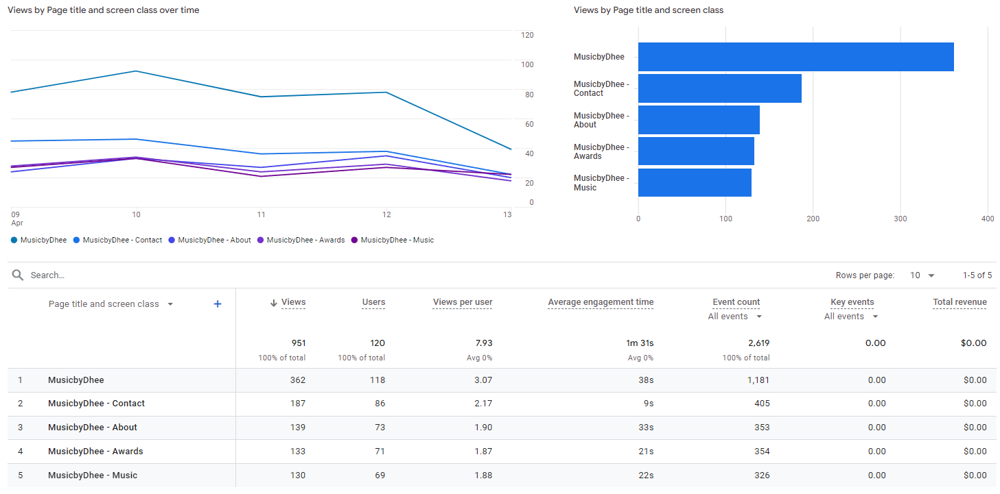 Views by Page title and screen class over time
120
100
80
60
40
20
0
09
Apr
10
11
12
13
MusicbyDhee
MusicbyDhee - Contact
MusicbyDhee - About
MusicbyDhee - Awards
MusicbyDhee - Music
Views by Page title and screen class
MusicbyDhee
MusicbyDhee -
Contact
MusicbyDhee -
About
MusicbyDhee -
Awards
MusicbyDhee -
Music
0 100 200 300 400
Search...
Rows per page: 10 1-5 of 5
Page title and screen class + ↓ Views Users Views per user Average engagement time Event count Key events Total revenue
All events All events
951 120 7.93 1m 31s 2,619 0.00 $0.00
100% of total 100% of total Avg 0% Avg 0% 100% of total
1 MusicbyDhee 362 118 3.07 38s 1,181 0.00 $0.00
2 MusicbyDhee - Contact 187 86 2.17 9s 405 0.00 $0.00
3 MusicbyDhee - About 139 73 1.90 33s 353 0.00 $0.00
4 MusicbyDhee - Awards 133 71 1.87 21s 354 0.00 $0.00
5 MusicbyDhee - Music 130 69 1.88 22s 326 0.00 $0.00